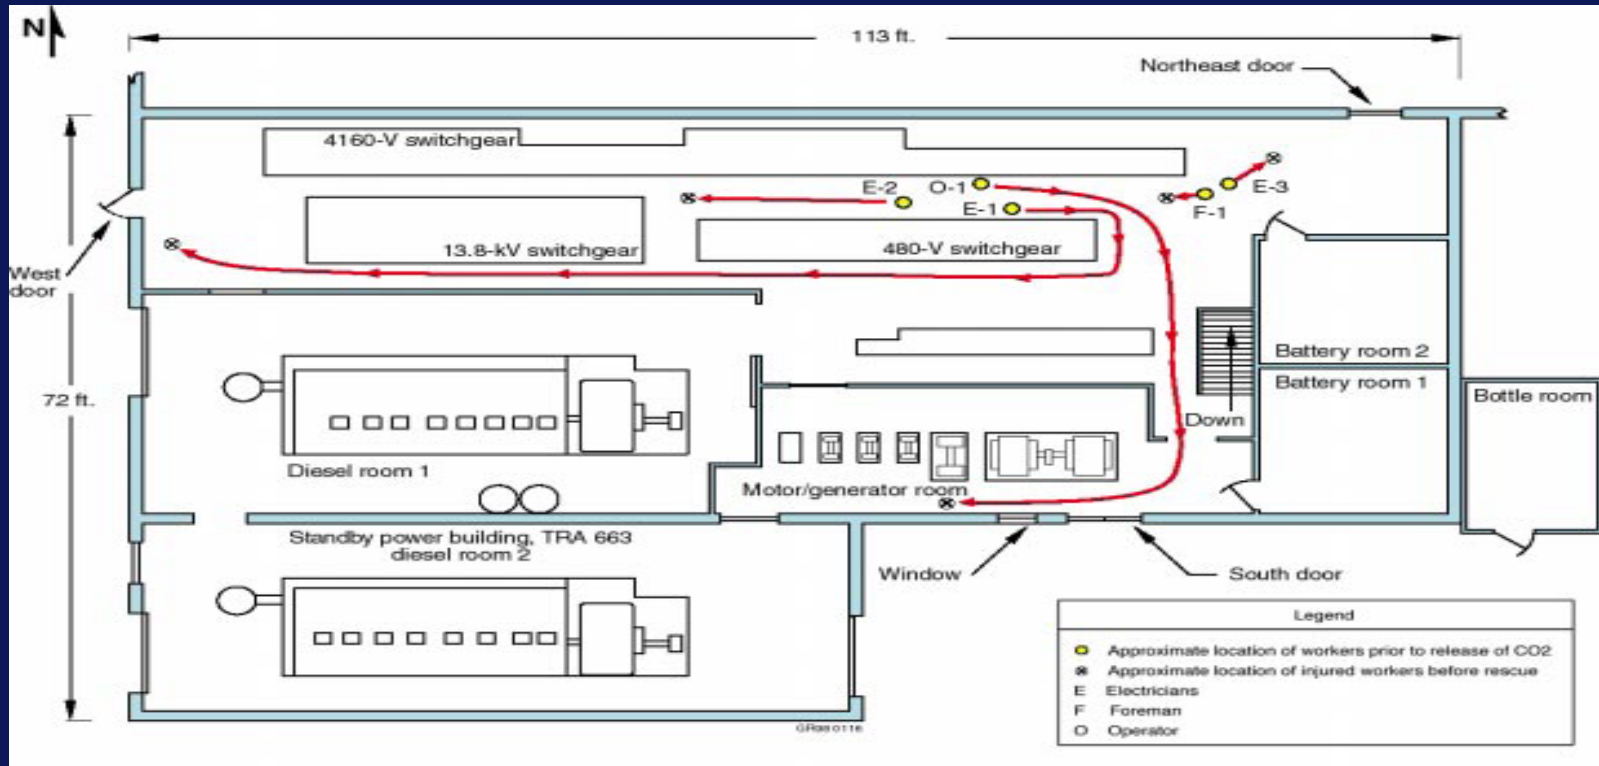 N
113 ft.
Northeast door
4160-V switchgear
E-2
O-1
E-3
E-1
F-1
13.8-kV switchgear
480-V switchgear
West
door
Battery room 2
Battery room 1
Bottle room
72 ft.
Down
Diesel room 1
Motor/generator room
Standby power building, TRA 663
diesel room 2
Window
South door
Legend
Approximate location of workers prior to release of CO2
Approximate location of injured workers before rescue
E Electricians
F Foreman
O Operator